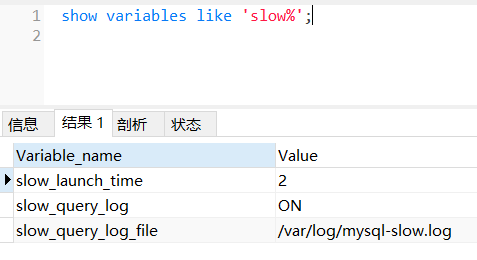 1 show variables like 'slow%';
2
信息 结果 1 剖析 状态
Variable_name Value
slow_launch_time 2
slow_query_log ON
slow_query_log_file /var/log/mysql-slow.log